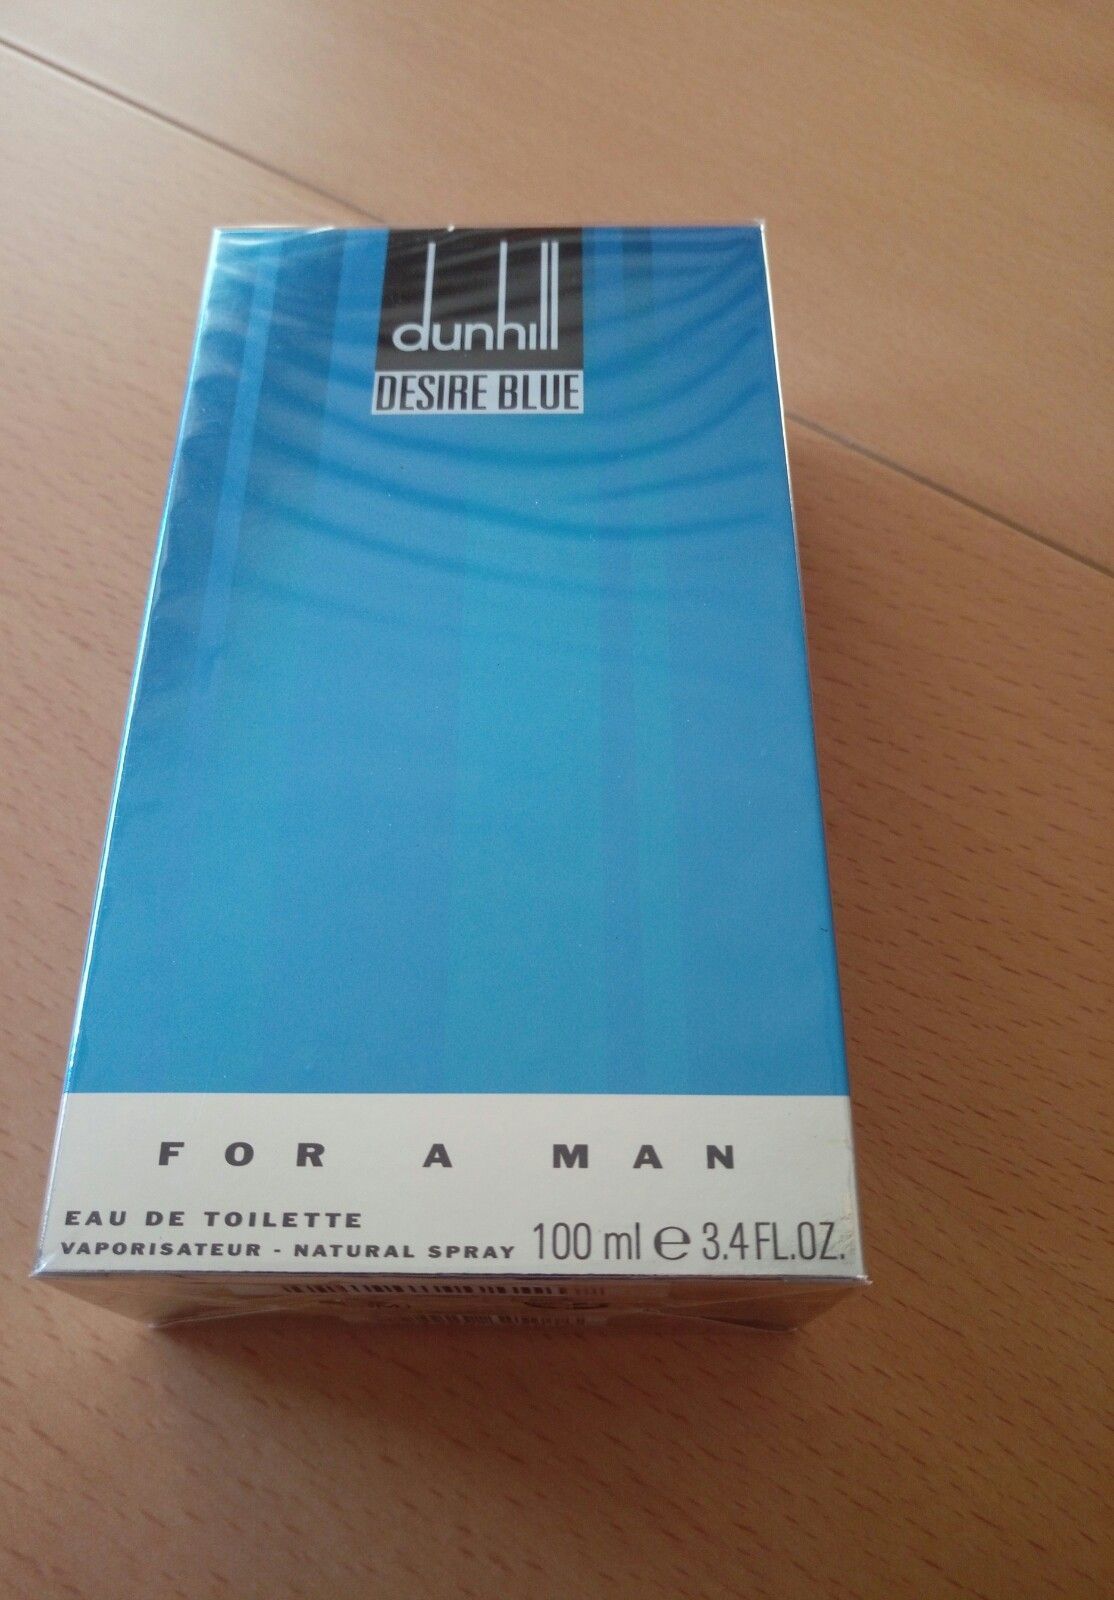 dunhill
DESIRE BLUE
FOR A MAN
EAU DE TOILETTE
VAPORISATEUR - NATURAL SPRAY 100 ml ℮ 3.4 FL.OZ.